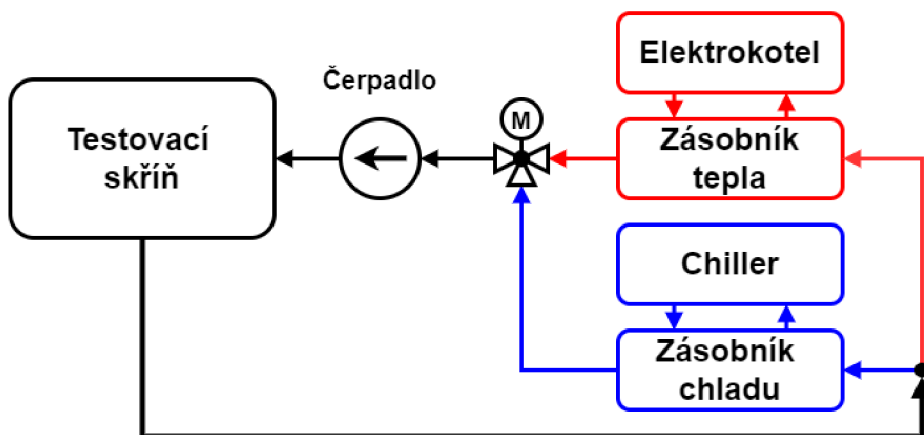 Elektrokotel
Čerpadlo
M
Testovací
skříň
Zásobník
tepla
Chiller
Zásobník
chladu